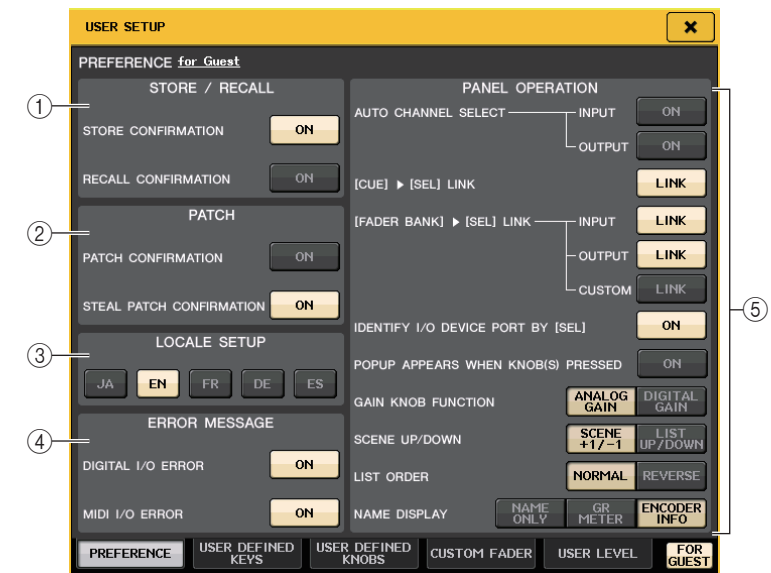 USER SETUP
PREFERENCE for Guest
STORE / RECALL
① STORE CONFIRMATION ON
RECALL CONFIRMATION ON
PATCH
② PATCH CONFIRMATION ON
STEAL PATCH CONFIRMATION ON
LOCALE SETUP
③ JA EN FR DE ES
ERROR MESSAGE
④ DIGITAL I/O ERROR ON
MIDI I/O ERROR ON
PANEL OPERATION
AUTO CHANNEL SELECT INPUT ON
OUTPUT ON
[CUE] ▶ [SEL] LINK LINK
[FADER BANK] ▶ [SEL] LINK INPUT LINK
OUTPUT LINK
CUSTOM LINK
⑤
IDENTIFY I/O DEVICE PORT BY [SEL] ON
POPUP APPEARS WHEN KNOB(S) PRESSED ON
GAIN KNOB FUNCTION ANALOG GAIN DIGITAL GAIN
SCENE UP/DOWN SCENE +1/-1 LIST UP/DOWN
LIST ORDER NORMAL REVERSE
NAME DISPLAY NAME ONLY GR METER ENCODER INFO
PREFERENCE USER DEFINED KEYS USER DEFINED KNOBS CUSTOM FADER USER LEVEL FOR GUEST